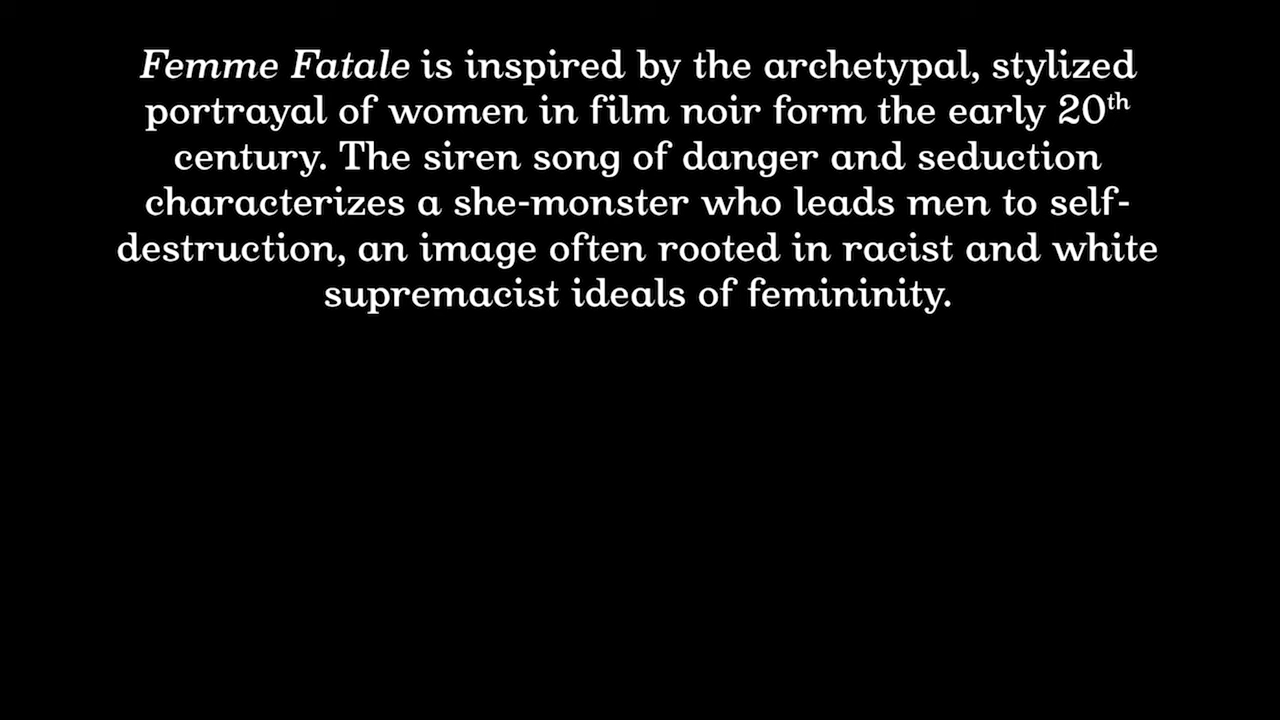 Femme Fatale is inspired by the archetypal, stylized
portrayal of women in film noir form the early 20th
century. The siren song of danger and seduction
characterizes a she-monster who leads men to self-
destruction, an image often rooted in racist and white
supremacist ideals of femininity.